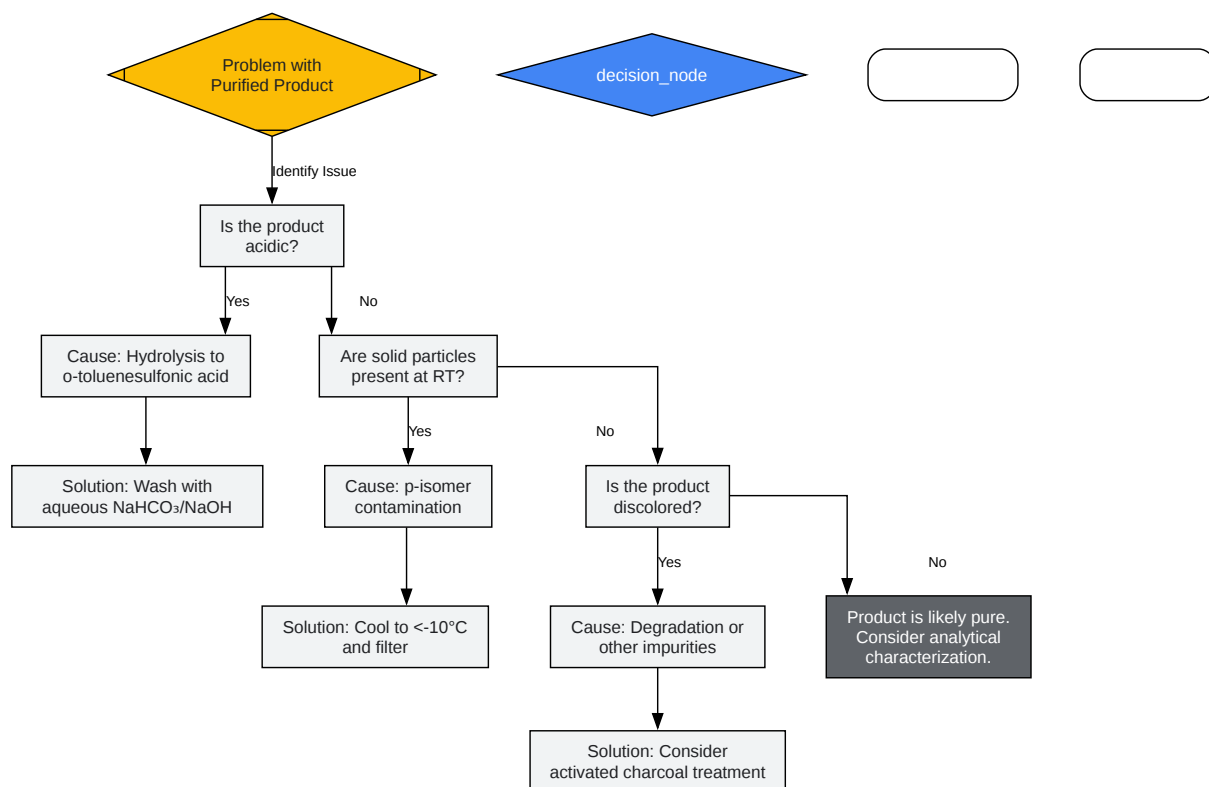 Problem with
Purified Product
decision_node
Identify Issue
Is the product
acidic?
Yes
No
Cause: Hydrolysis to
o-toluenesulfonic acid
Are solid particles
present at RT?
Yes
No
Solution: Wash with
aqueous NaHCO₃/NaOH
Cause: p-isomer
contamination
Is the product
discolored?
Yes
No
Solution: Cool to <-10°C
and filter
Cause: Degradation or
other impurities
Product is likely pure.
Consider analytical
characterization.
Solution: Consider
activated charcoal treatment